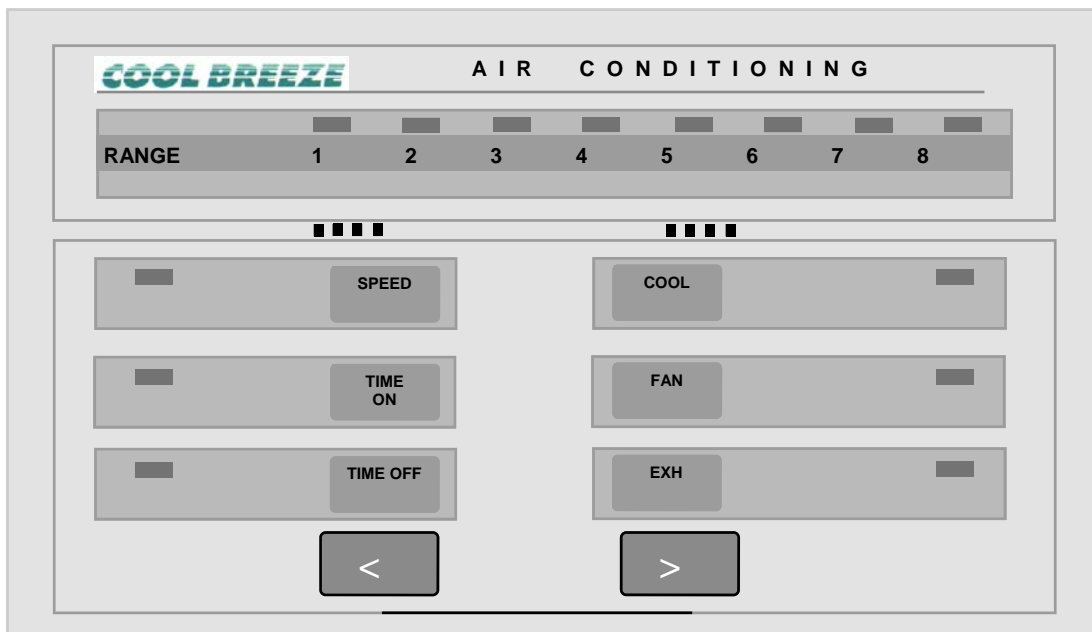 COOL BREEZE AIR CONDITIONING
RANGE 1 2 3 4 5 6 7 8
SPEED COOL
TIME
ON
FAN
TIME OFF EXH
< >